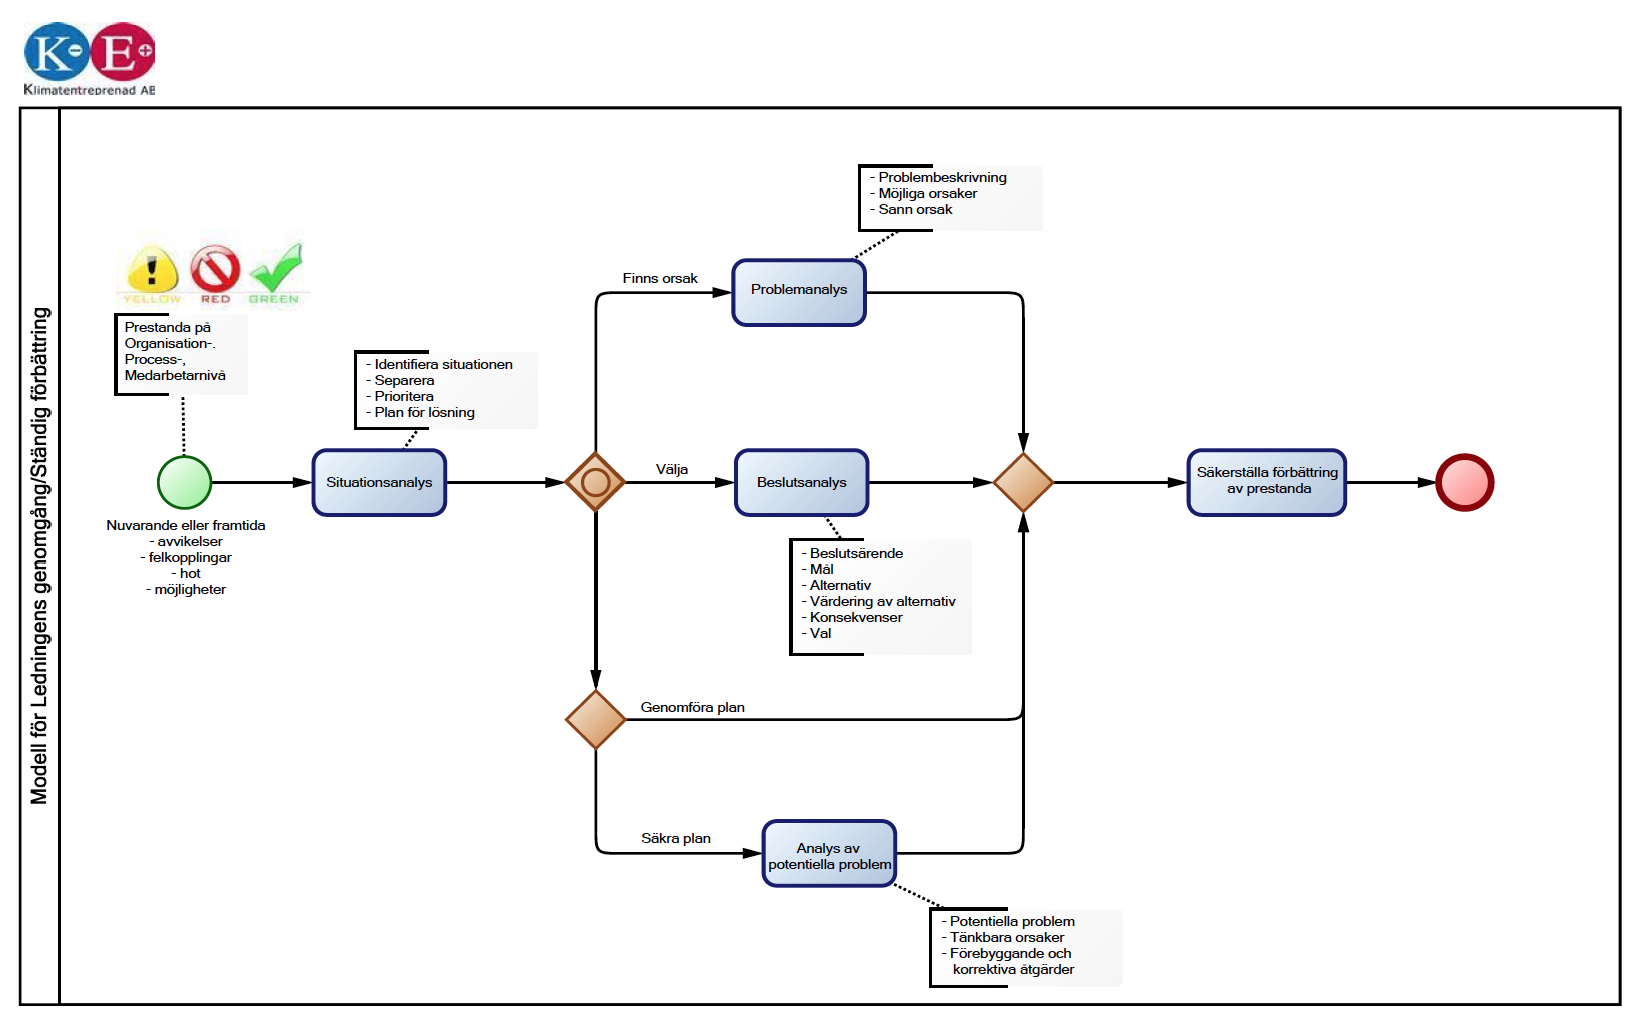 K E
Klimatentreprenad AB
Modell för Ledningens genomgång/Ständig förbättring
YELLOW RED GREEN
Prestanda på
Organisation-.
Process-,
Medarbetarnivå
Nuvarande eller framtida
- avvikelser
- felkopplingar
- hot
- möjligheter
- Identifiera situationen
- Separera
- Prioritera
- Plan för lösning
Situationsanalys
Finns orsak
Problemanalys
- Problembeskrivning
- Möjliga orsaker
- Sann orsak
Välja
Beslutsanalys
- Beslutsärende
- Mål
- Alternativ
- Värdering av alternativ
- Konsekvenser
- Val
Genomföra plan
Säkra plan
Analys av
potentiella problem
- Potentiella problem
- Tänkbara orsaker
- Förebyggande och
korrektiva åtgärder
Säkerställa förbättring
av prestanda